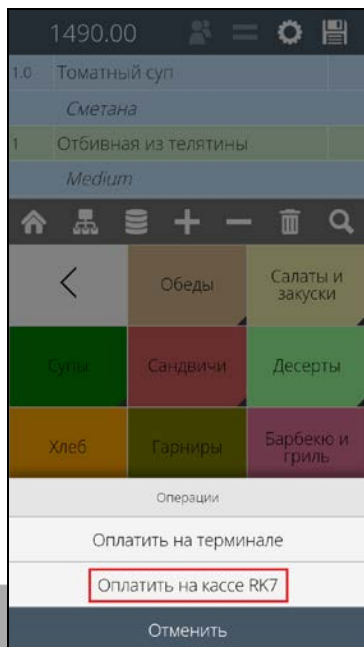 1490.00
1.0 Томатный суп
Сметана
1 Отбивная из телятины
Medium
Обеды
Салаты и
закуски
Супы
Сандвичи
Десерты
Хлеб
Гарниры
Барбекю и
гриль
Операции
Оплатить на терминале
Оплатить на кассе RK7
Отменить